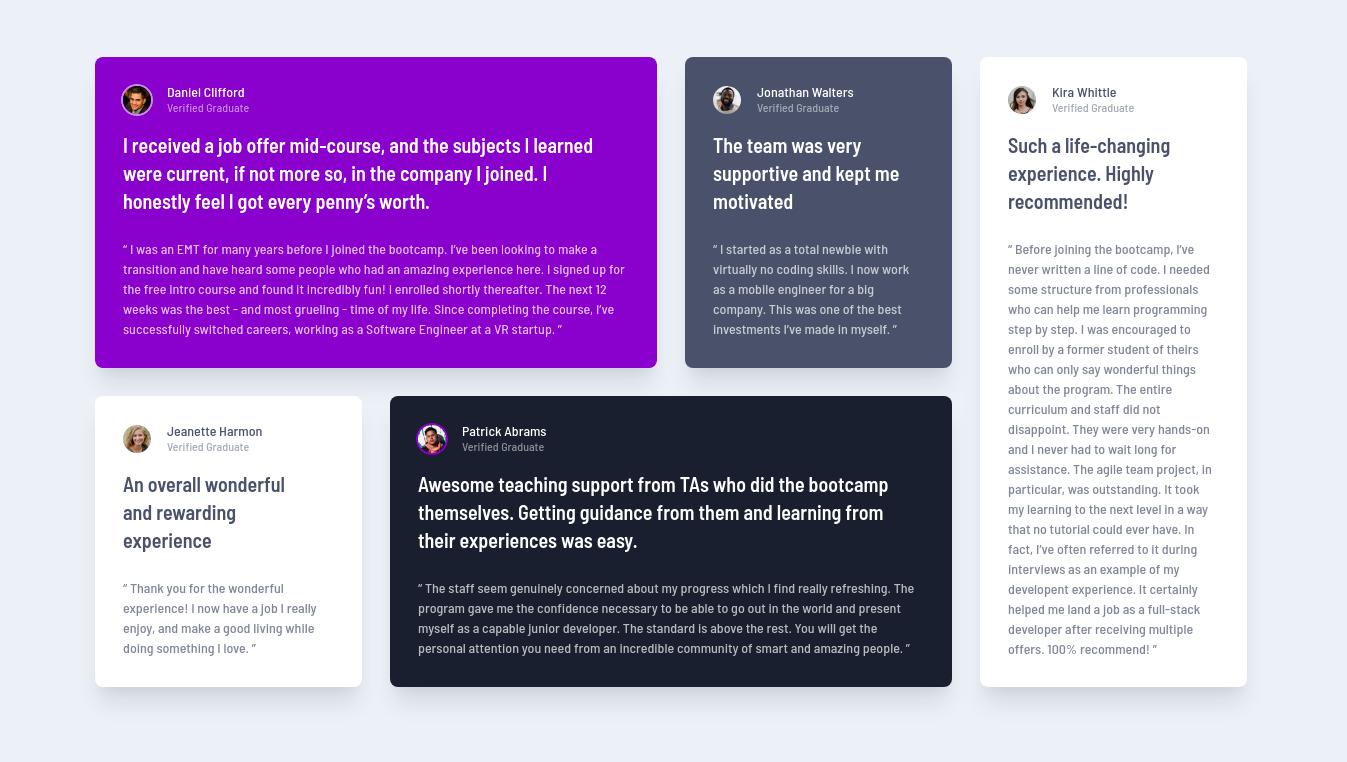 Daniel Clifford
Verified Graduate
I received a job offer mid-course, and the subjects I learned
were current, if not more so, in the company I joined. I
honestly feel I got every penny’s worth.
“ I was an EMT for many years before I joined the bootcamp. I’ve been looking to make a
transition and have heard some people who had an amazing experience here. I signed up for
the free intro course and found it incredibly fun! I enrolled shortly thereafter. The next 12
weeks was the best - and most grueling - time of my life. Since completing the course, I’ve
successfully switched careers, working as a Software Engineer at a VR startup. ”
Jonathan Walters
Verified Graduate
The team was very
supportive and kept me
motivated
“ I started as a total newbie with
virtually no coding skills. I now work
as a mobile engineer for a big
company. This was one of the best
investments I’ve made in myself. ”
Kira Whittle
Verified Graduate
Such a life-changing
experience. Highly
recommended!
“ Before joining the bootcamp, I’ve
never written a line of code. I needed
some structure from professionals
who can help me learn programming
step by step. I was encouraged to
enroll by a former student of theirs
who can only say wonderful things
about the program. The entire
curriculum and staff did not
disappoint. They were very hands-on
and I never had to wait long for
assistance. The agile team project, in
particular, was outstanding. It took
my learning to the next level in a way
that no tutorial could ever have. In
fact, I’ve often referred to it during
interviews as an example of my
developent experience. It certainly
helped me land a job as a full-stack
developer after receiving multiple
offers. 100% recommend! ”
Jeanette Harmon
Verified Graduate
An overall wonderful
and rewarding
experience
“ Thank you for the wonderful
experience! I now have a job I really
enjoy, and make a good living while
doing something I love. ”
Patrick Abrams
Verified Graduate
Awesome teaching support from TAs who did the bootcamp
themselves. Getting guidance from them and learning from
their experiences was easy.
“ The staff seem genuinely concerned about my progress which I find really refreshing. The
program gave me the confidence necessary to be able to go out in the world and present
myself as a capable junior developer. The standard is above the rest. You will get the
personal attention you need from an incredible community of smart and amazing people. ”